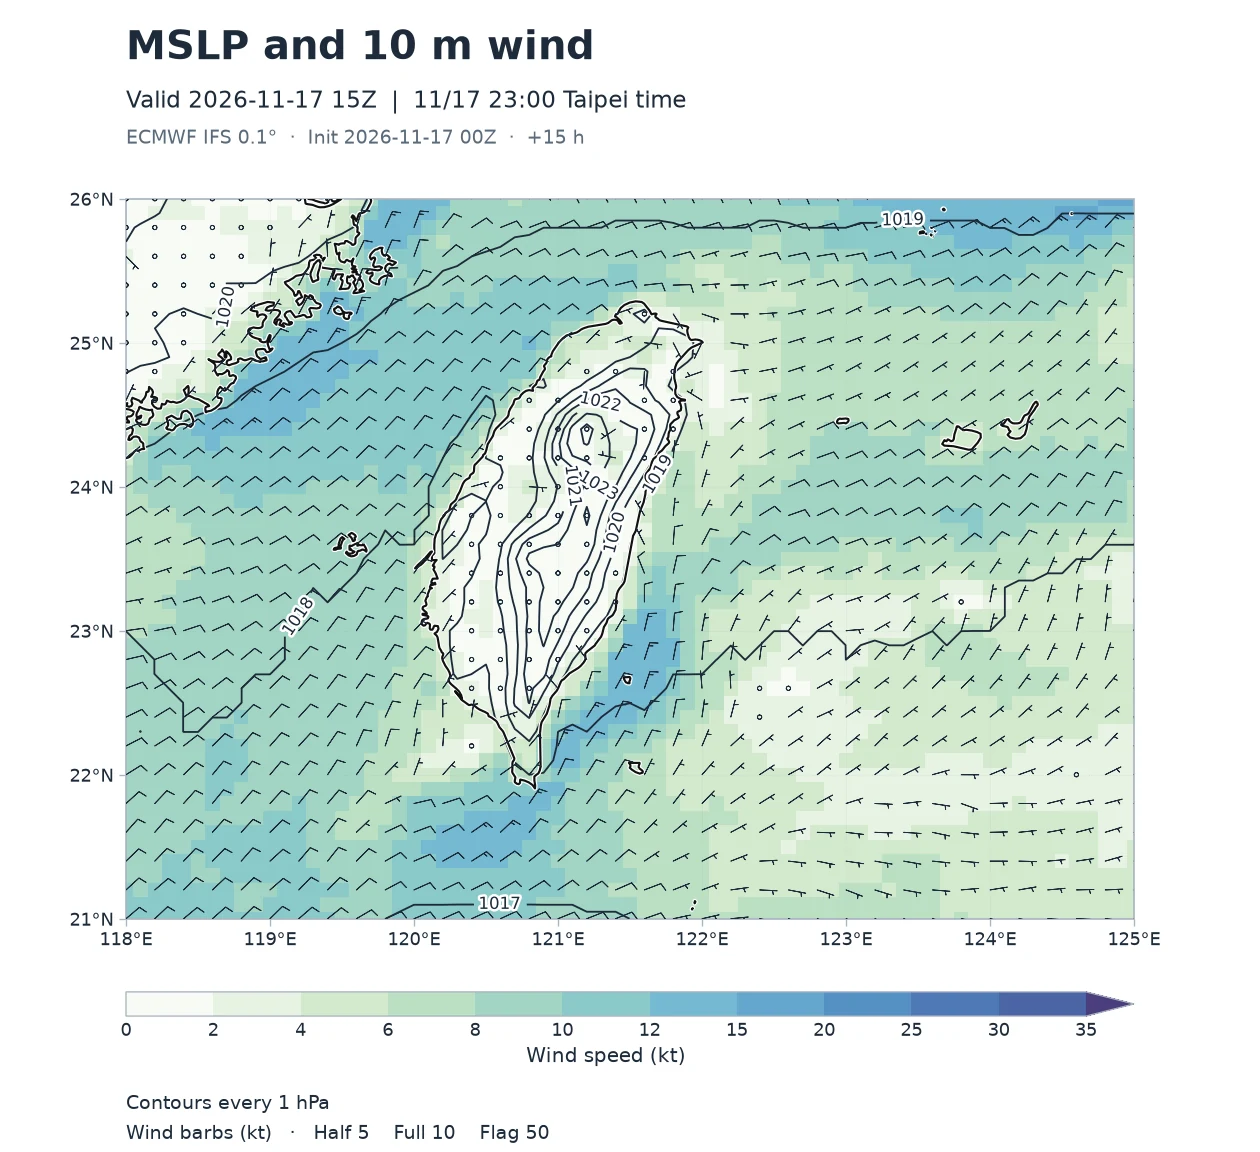 MSLP and 10 m wind
Valid 2026-11-17 15Z | 11/17 23:00 Taipei time
ECMWF IFS 0.1° · Init 2026-11-17 00Z · +15 h
26°N
1019
1020
25°N
1022
1019
24°N
1021
1023
1020
1018
23°N
22°N
1017
21°N
118°E 119°E 120°E 121°E 122°E 123°E 124°E 125°E
0 2 4 6 8 10 12 15 20 25 30 35
Wind speed (kt)
Contours every 1 hPa
Wind barbs (kt) · Half 5 Full 10 Flag 50